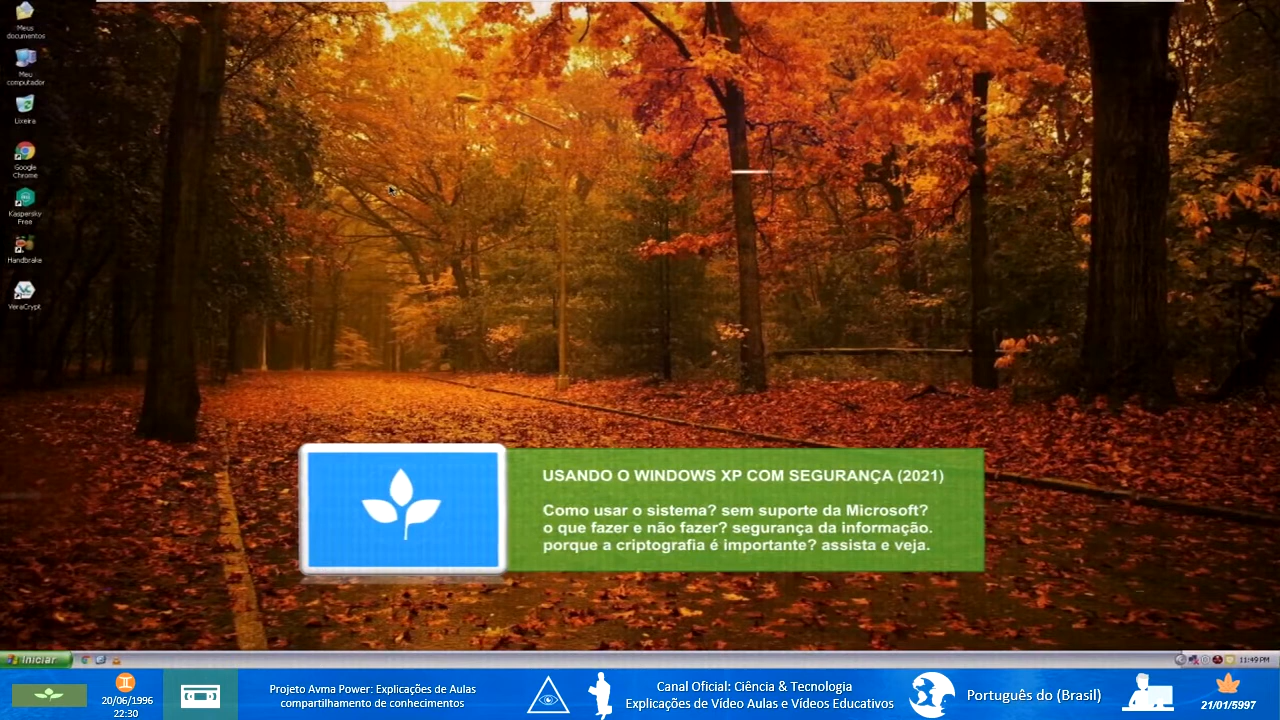 Meus
documentos
Meu
computador
Lixeira
Google
Chrome
Kaspersky
Free
Handbrake
VeraCrypt
USANDO O WINDOWS XP COM SEGURANÇA (2021)
Como usar o sistema? sem suporte da Microsoft?
o que fazer e não fazer? segurança da informação.
porque a criptografia é importante? assista e veja.
Iniciar
11:49 PM
20/06/1996
22:30
Projeto Avma Power: Explicações de Aulas
compartilhamento de conhecimentos
Canal Oficial: Ciência & Tecnologia
Explicações de Vídeo Aulas e Vídeos Educativos
Português do (Brasil)
21/01/5997